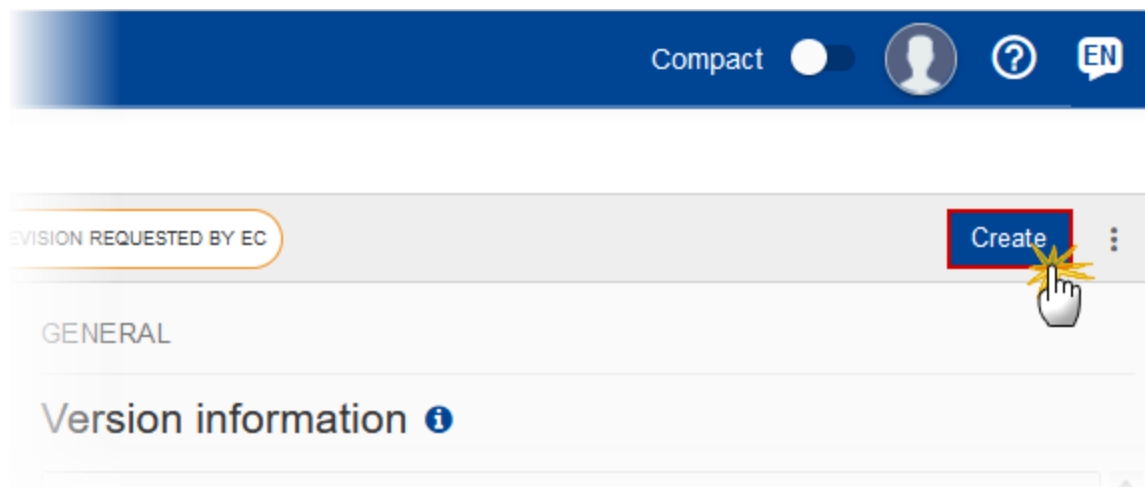 Compact
EN
EVISION REQUESTED BY EC
Create
GENERAL
Version information